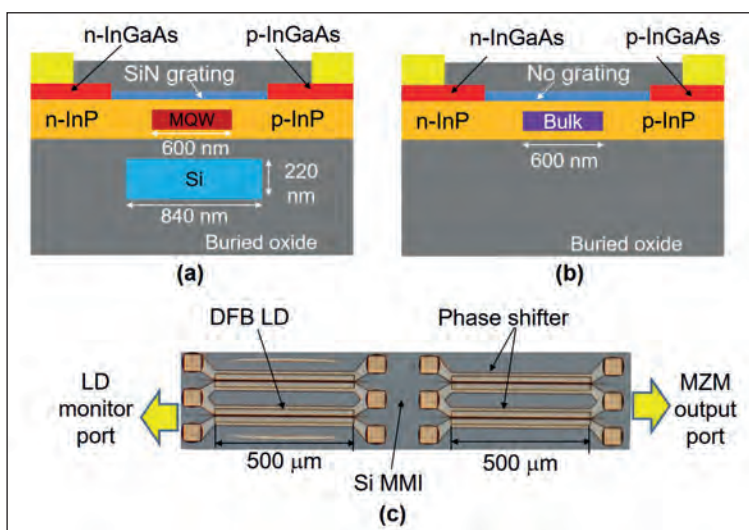 n-InGaAs
p-InGaAs
SiN grating
n-InP
MQW
p-InP
600 nm
Si
220
nm
840 nm
Buried oxide
(a)
n-InGaAs
p-InGaAs
No grating
n-InP
Bulk
p-InP
600 nm
Buried oxide
(b)
DFB LD
Phase shifter
LD
monitor
port
MZM
output
port
500 μm
Si MMI
500 μm
(c)